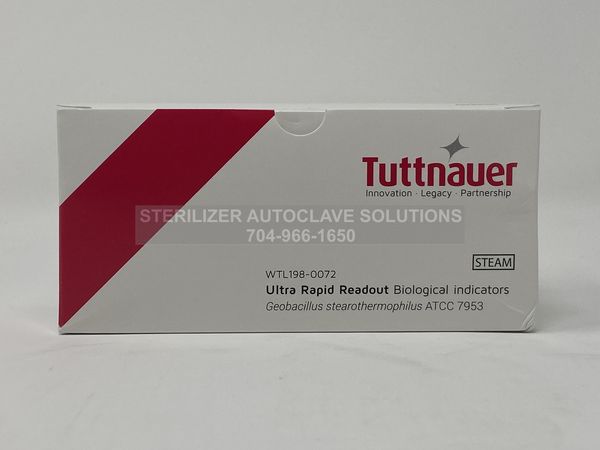 Tuttnauer
Innovation · Legacy · Partnership
STERILIZER AUTOCLAVE SOLUTIONS
704-966-1650
STEAM
WTL198-0072
Ultra Rapid Readout Biological indicators
Geobacillus stearothermophilus ATCC 7953